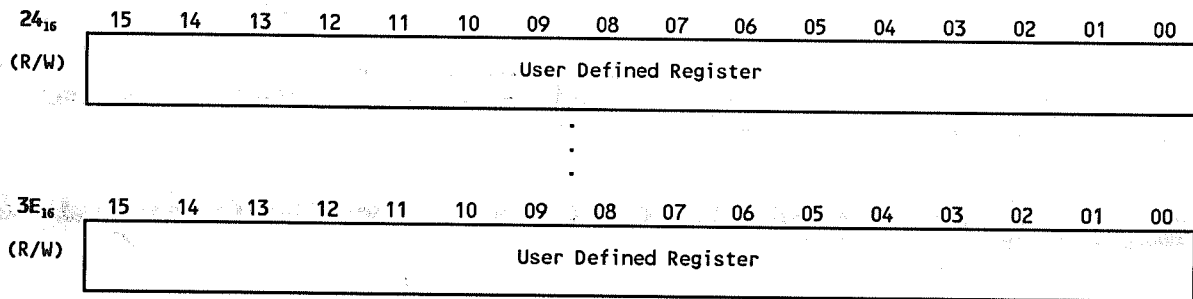 24₁₆ 15 14 13 12 11 10 09 08 07 06 05 04 03 02 01 00
(R/W) User Defined Register
.
.
.
3E₁₆ 15 14 13 12 11 10 09 08 07 06 05 04 03 02 01 00
(R/W) User Defined Register